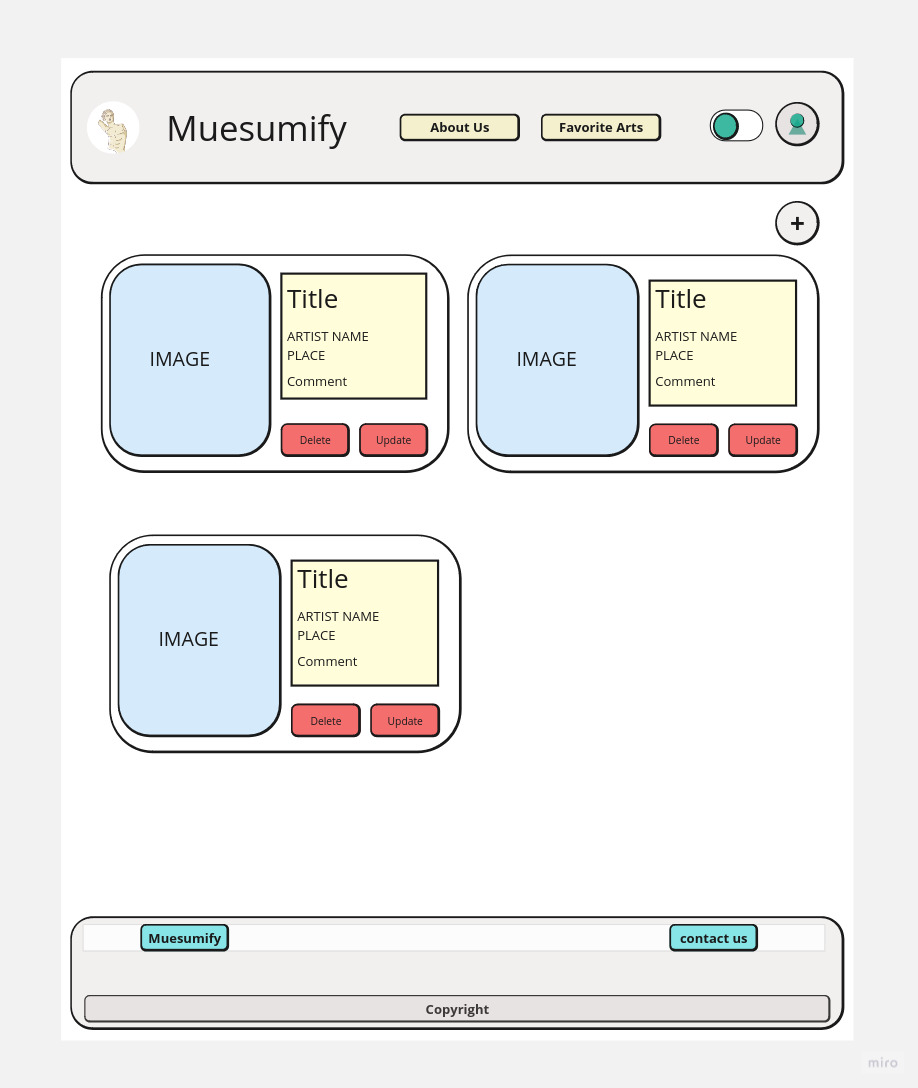 Muesumify
About Us
Favorite Arts
+
IMAGE
Title
ARTIST NAME
PLACE
Comment
Delete
Update
IMAGE
Title
ARTIST NAME
PLACE
Comment
Delete
Update
IMAGE
Title
ARTIST NAME
PLACE
Comment
Delete
Update
Muesumify
contact us
Copyright
miro